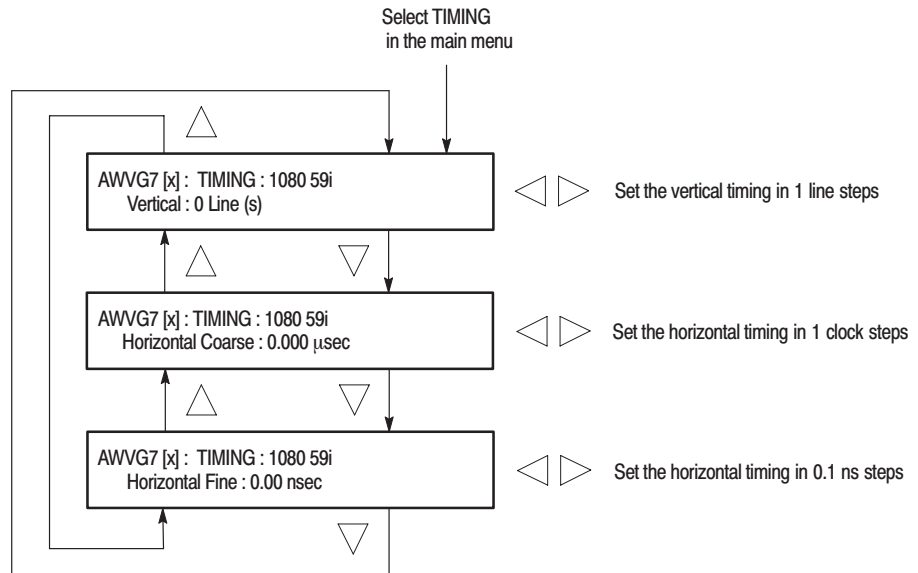 Select TIMING
in the main menu
AWVG7 [x] : TIMING : 1080 59i
Vertical : 0 Line (s)
Set the vertical timing in 1 line steps
AWVG7 [x] : TIMING : 1080 59i
Horizontal Coarse : 0.000 μsec
Set the horizontal timing in 1 clock steps
AWVG7 [x] : TIMING : 1080 59i
Horizontal Fine : 0.00 nsec
Set the horizontal timing in 0.1 ns steps